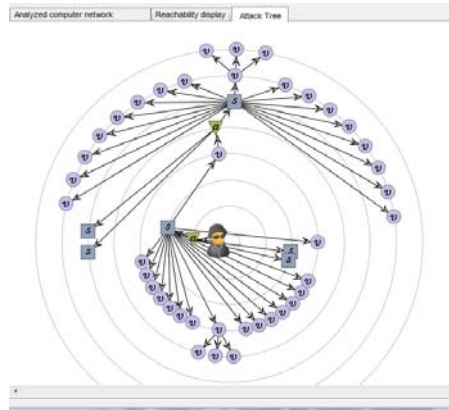 Analyzed computer network
Reachability display
Attack Tree
v v v
v
v v
v v
v s v
v v
a
v v
v v v
v v
v v
v
s s
a v
s s
s
v
v v
v v
v v
v v
v v
v v v v
v v v